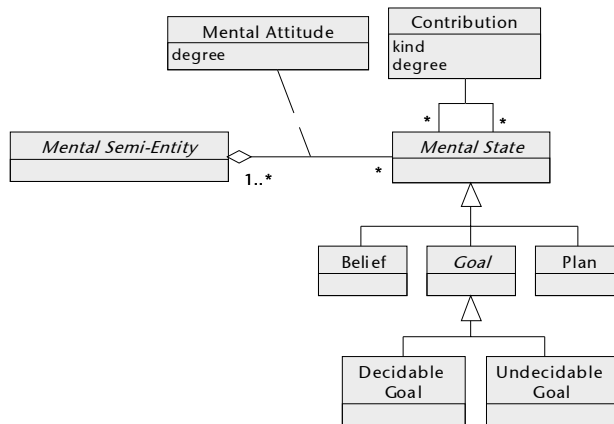 Contribution
kind
degree
Mental Attitude
degree
* *
Mental Semi-Entity
Mental State
1..* *
Belief
Goal
Plan
Decidable
Goal
Undecidable
Goal